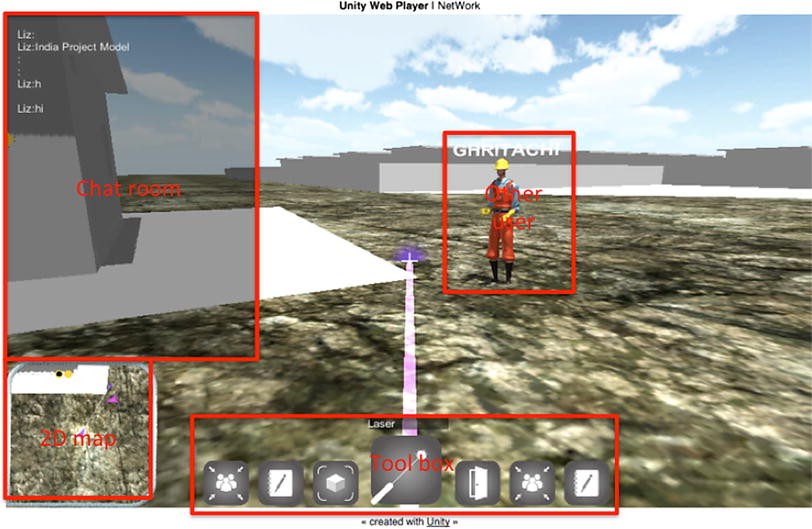 Unity Web Player | NetWork
Liz:
Liz:India Project Model
:
:
Liz:h
Liz:hi
Chat room
GHRITACHI
Other
user
2D map
Laser
Tool box
« created with Unity »